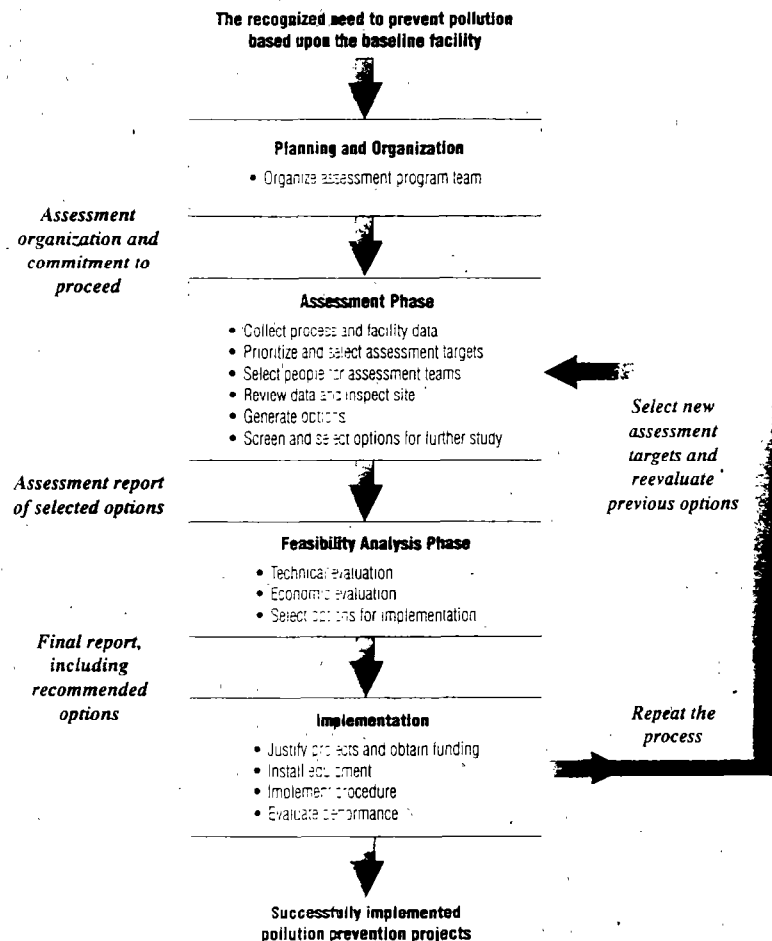 The recognized need to prevent pollution
based upon the baseline facility
Planning and Organization
• Organize assessment program team
Assessment
organization and
commitment to
proceed
Assessment Phase
• Collect process and facility data
• Prioritize and select assessment targets
• Select people for assessment teams
• Review data and inspect site
• Generate options
• Screen and select options for further study
Select new
assessment
targets and
reevaluate
previous options
Assessment report
of selected options
Feasibility Analysis Phase
• Technical evaluation
• Economic evaluation
• Select options for implementation
Final report,
including
recommended
options
Implementation
• Justify projects and obtain funding
• Install equipment
• Implement procedure
• Evaluate performance
Repeat the
process
Successfully implemented
pollution prevention projects